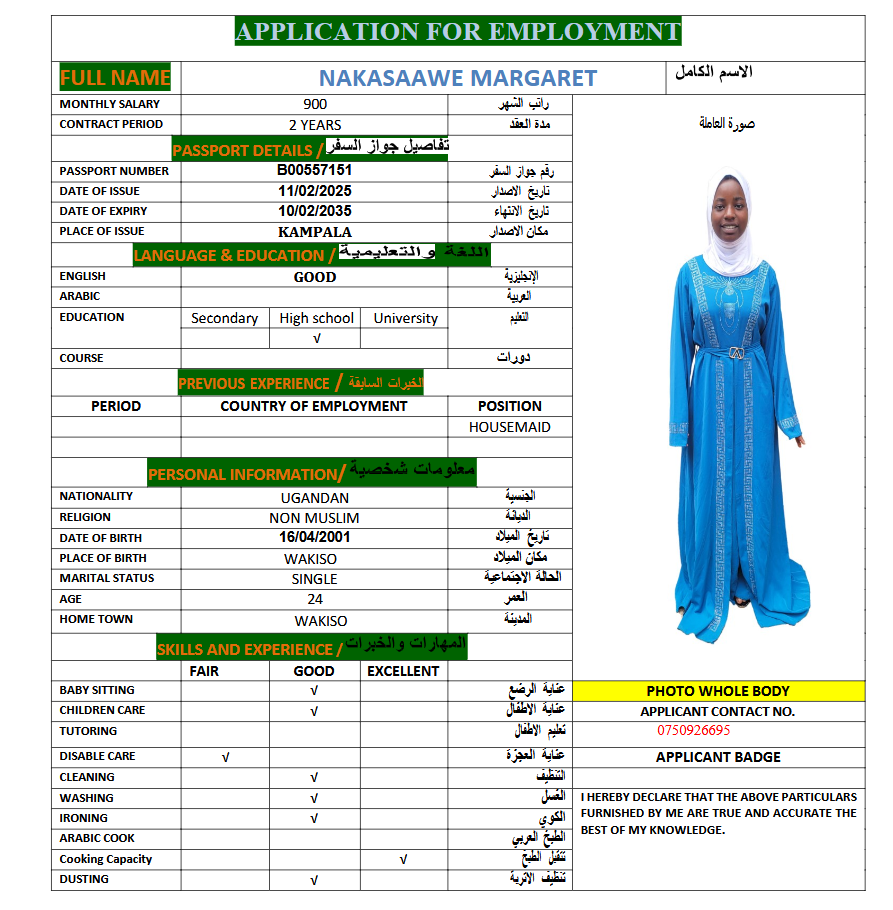 APPLICATION FOR EMPLOYMENT
FULL NAME NAKASAAWE MARGARET الاسم الكامل
MONTHLY SALARY 900 راتب الشهر
CONTRACT PERIOD 2 YEARS مدة العقد
صورة العاملة
PASSPORT DETAILS / تفاصيل جواز السفر
PASSPORT NUMBER B00557151 رقم جواز السفر
DATE OF ISSUE 11/02/2025 تاريخ الاصدار
DATE OF EXPIRY 10/02/2035 تاريخ الانتهاء
PLACE OF ISSUE KAMPALA مكان الاصدار
LANGUAGE & EDUCATION / اللغة والتعليمية
ENGLISH GOOD الإنجليزية
ARABIC العربية
EDUCATION Secondary High school University التعليم
√
COURSE دورات
PREVIOUS EXPERIENCE / الخبرات السابقة
PERIOD COUNTRY OF EMPLOYMENT POSITION
HOUSEMAID
PERSONAL INFORMATION/ معلومات شخصية
NATIONALITY UGANDAN الجنسية
RELIGION NON MUSLIM الديانة
DATE OF BIRTH 16/04/2001 تاريخ الميلاد
PLACE OF BIRTH WAKISO مكان الميلاد
MARITAL STATUS SINGLE الحالة الاجتماعية
AGE 24 العمر
HOME TOWN WAKISO المدينة
SKILLS AND EXPERIENCE / المهارات والخبرات
FAIR GOOD EXCELLENT
BABY SITTING √ عناية الرضع
CHILDREN CARE √ عناية الاطفال
TUTORING تعليم الاطفال
DISABLE CARE √ عناية العجزة
CLEANING √ التنظيف
WASHING √ الغسل
IRONING √ الكوي
ARABIC COOK الطبخ العربي
Cooking Capacity √ تتقبل الطبخ
DUSTING √ تنظيف الاتربة
PHOTO WHOLE BODY
APPLICANT CONTACT NO.
0750926695
APPLICANT BADGE
I HEREBY DECLARE THAT THE ABOVE PARTICULARS
FURNISHED BY ME ARE TRUE AND ACCURATE THE
BEST OF MY KNOWLEDGE.